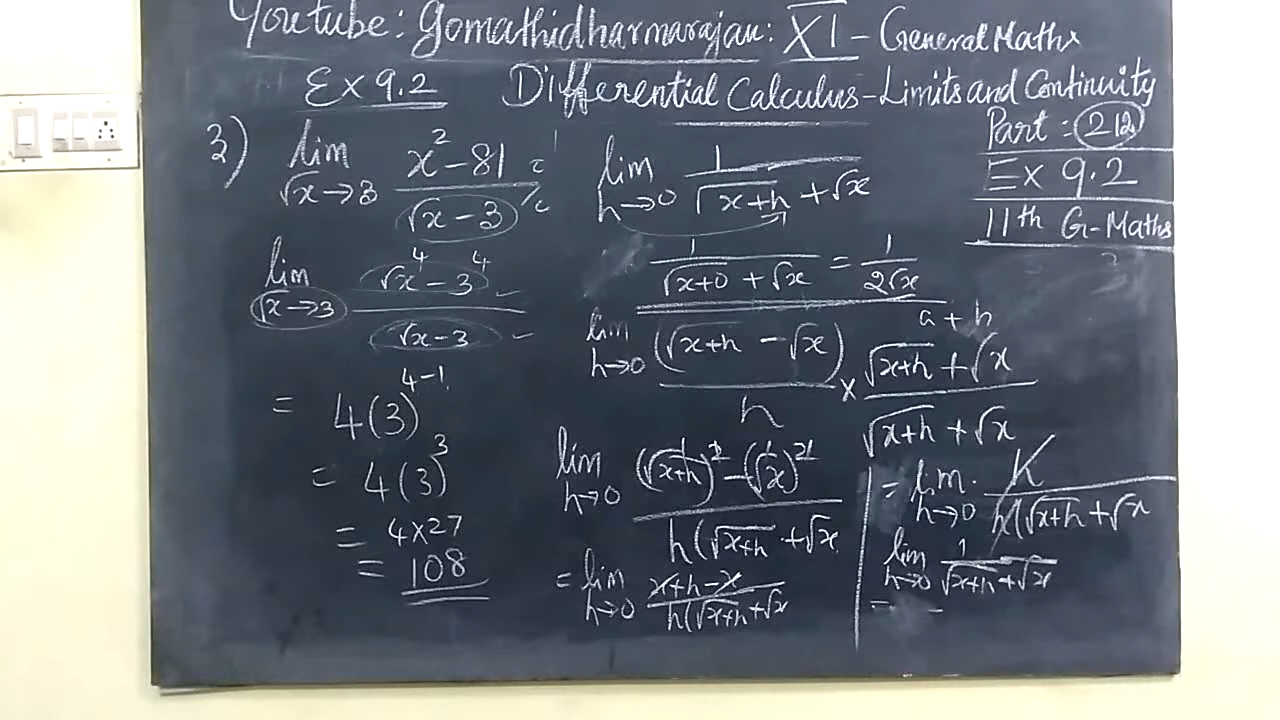 Youtube: Gomathidharmarajan: XI - General Maths
Ex 9.2 Differential Calculus - Limits and Continuity
Part: 212
Ex 9.2
11th G-Maths
3) lim √x→3 x² - 81 / √x - 3
lim √x→3 √x⁴ - 3⁴ / √x - 3
= 4(3)⁴⁻¹
= 4(3)³
= 4×27
= 108
lim h→0 1 / √x+h + √x
1 / √x+0 + √x = 1 / 2√x
a + h
lim h→0 (√x+h - √x) / h × √x+h + √x / √x+h + √x
lim h→0 (√x+h)² - (√x)² / h(√x+h + √x
= lim h→0 x+h-x / h(√x+h + √x
= lim h→0 h / h(√x+h + √x
lim h→0 1 / √x+h + √x
=